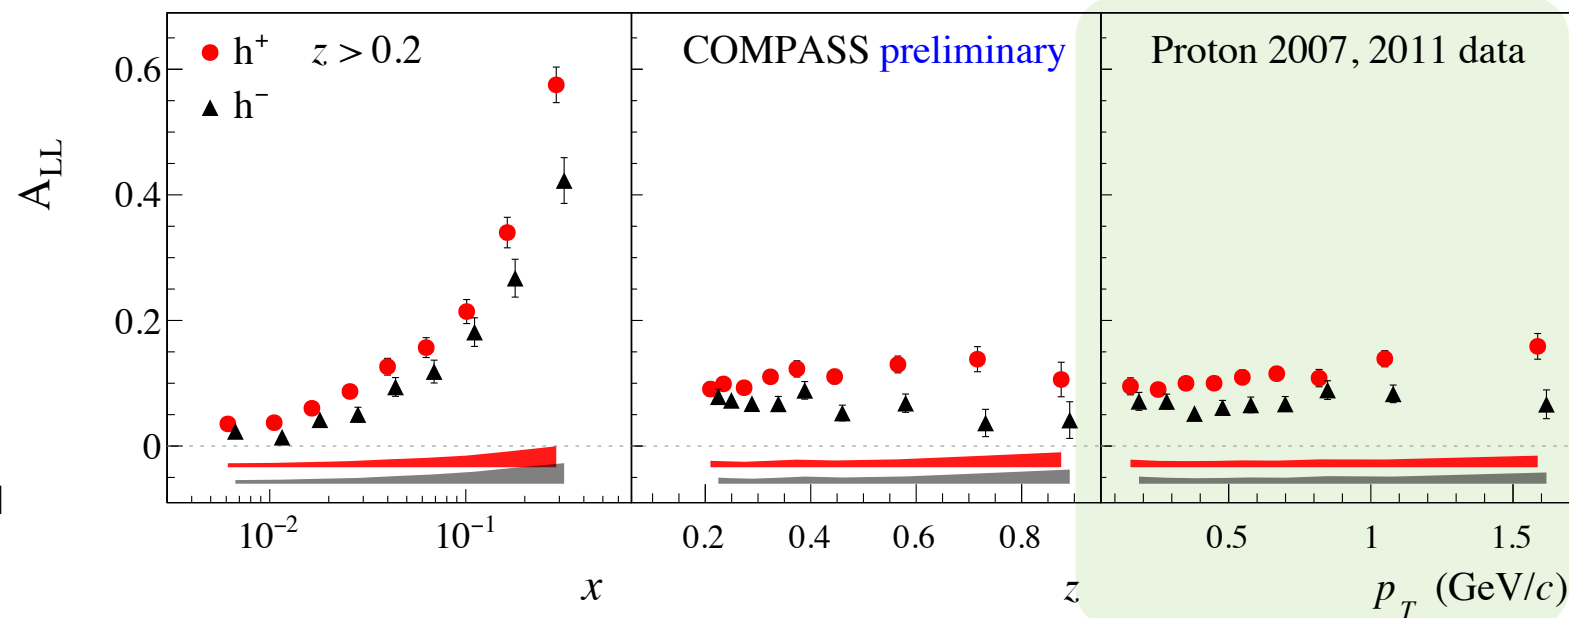 h⁺ z > 0.2
h⁻
COMPASS preliminary
Proton 2007, 2011 data
A_LL
0.6
0.4
0.2
0
10⁻² 10⁻¹
x
0.2 0.4 0.6 0.8
z
0.5 1 1.5
p_T (GeV/c)